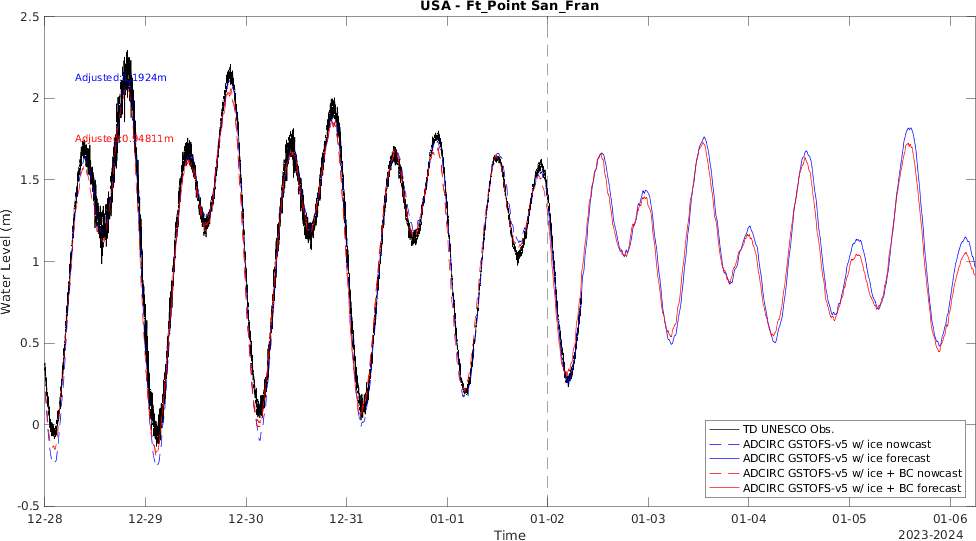 USA - Ft_Point San_Fran
2.5
2
1.5
1
0.5
0
-0.5
Water Level (m)
Adjusted:
1924m
Adjusted:0.94811m
TD UNESCO Obs.
ADCIRC GSTOFS-v5 w/ ice nowcast
ADCIRC GSTOFS-v5 w/ ice forecast
ADCIRC GSTOFS-v5 w/ ice + BC nowcast
ADCIRC GSTOFS-v5 w/ ice + BC forecast
12-28 12-29 12-30 12-31 01-01 01-02 01-03 01-04 01-05 01-06
Time
2023-2024